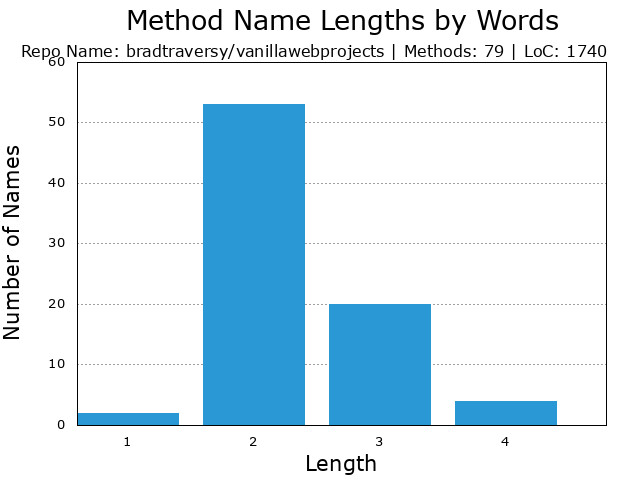 Method Name Lengths by Words
Repo Name: bradtraversy/vanillawebprojects | Methods: 79 | LoC: 1740
Number of Names
60
50
40
30
20
10
0
1 2 3 4
Length